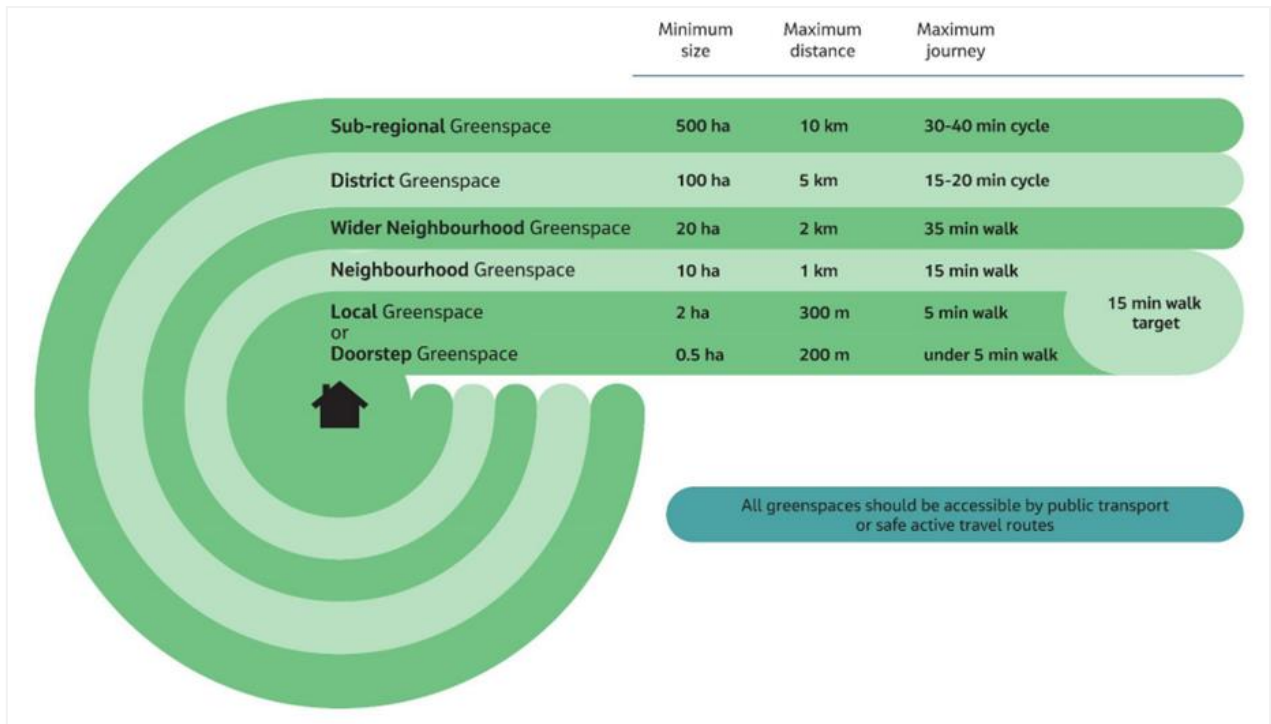 Minimum size
Maximum distance
Maximum journey
Sub-regional Greenspace 500 ha 10 km 30-40 min cycle
District Greenspace 100 ha 5 km 15-20 min cycle
Wider Neighbourhood Greenspace 20 ha 2 km 35 min walk
Neighbourhood Greenspace 10 ha 1 km 15 min walk
Local Greenspace 2 ha 300 m 5 min walk
or
Doorstep Greenspace 0.5 ha 200 m under 5 min walk
15 min walk
target
All greenspaces should be accessible by public transport
or safe active travel routes